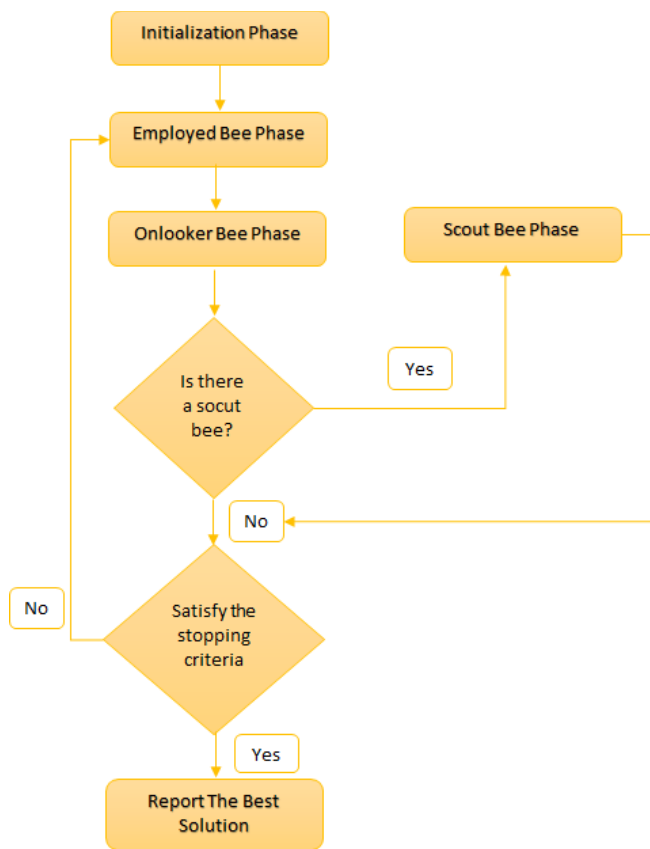 Initialization Phase
Employed Bee Phase
Onlooker Bee Phase
Scout Bee Phase
Is there
a socut
bee?
Yes
No
No
Satisfy the
stopping
criteria
Yes
Report The Best
Solution